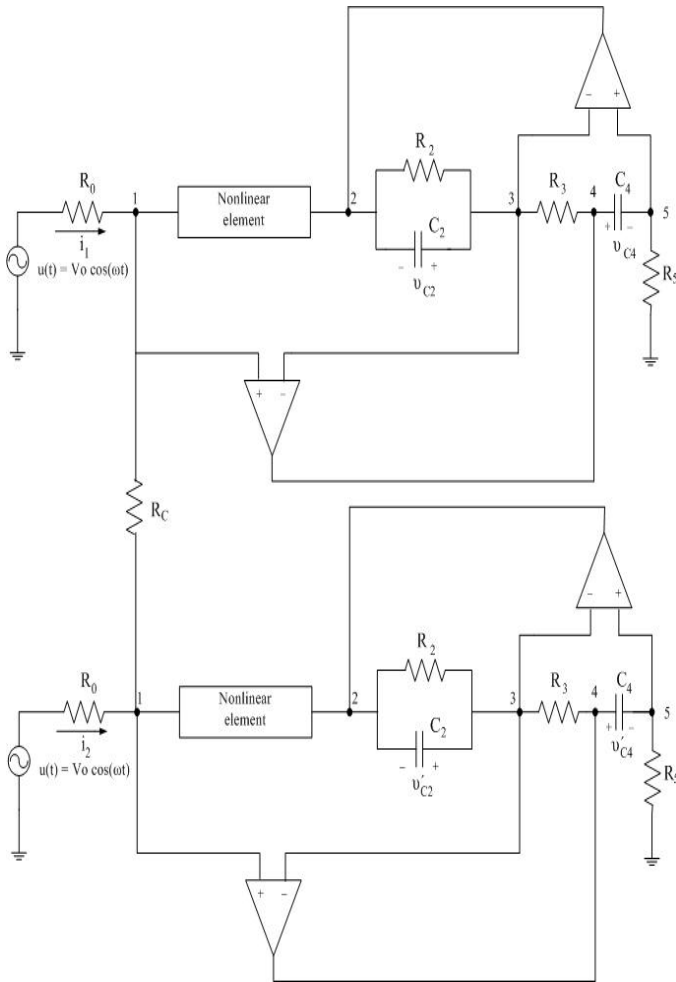 − +
R2
R0
1
Nonlinear element
2
3
R3
4
C4
5
C2
+ −
υC4
− +
υC2
i1
u(t) = Vo cos(ωt)
R5
+ −
RC
− +
R2
R0
1
Nonlinear element
2
3
R3
4
C4
5
C2
+ −
υ′C4
− +
υ′C2
i2
u(t) = Vo cos(ωt)
R5
+ −